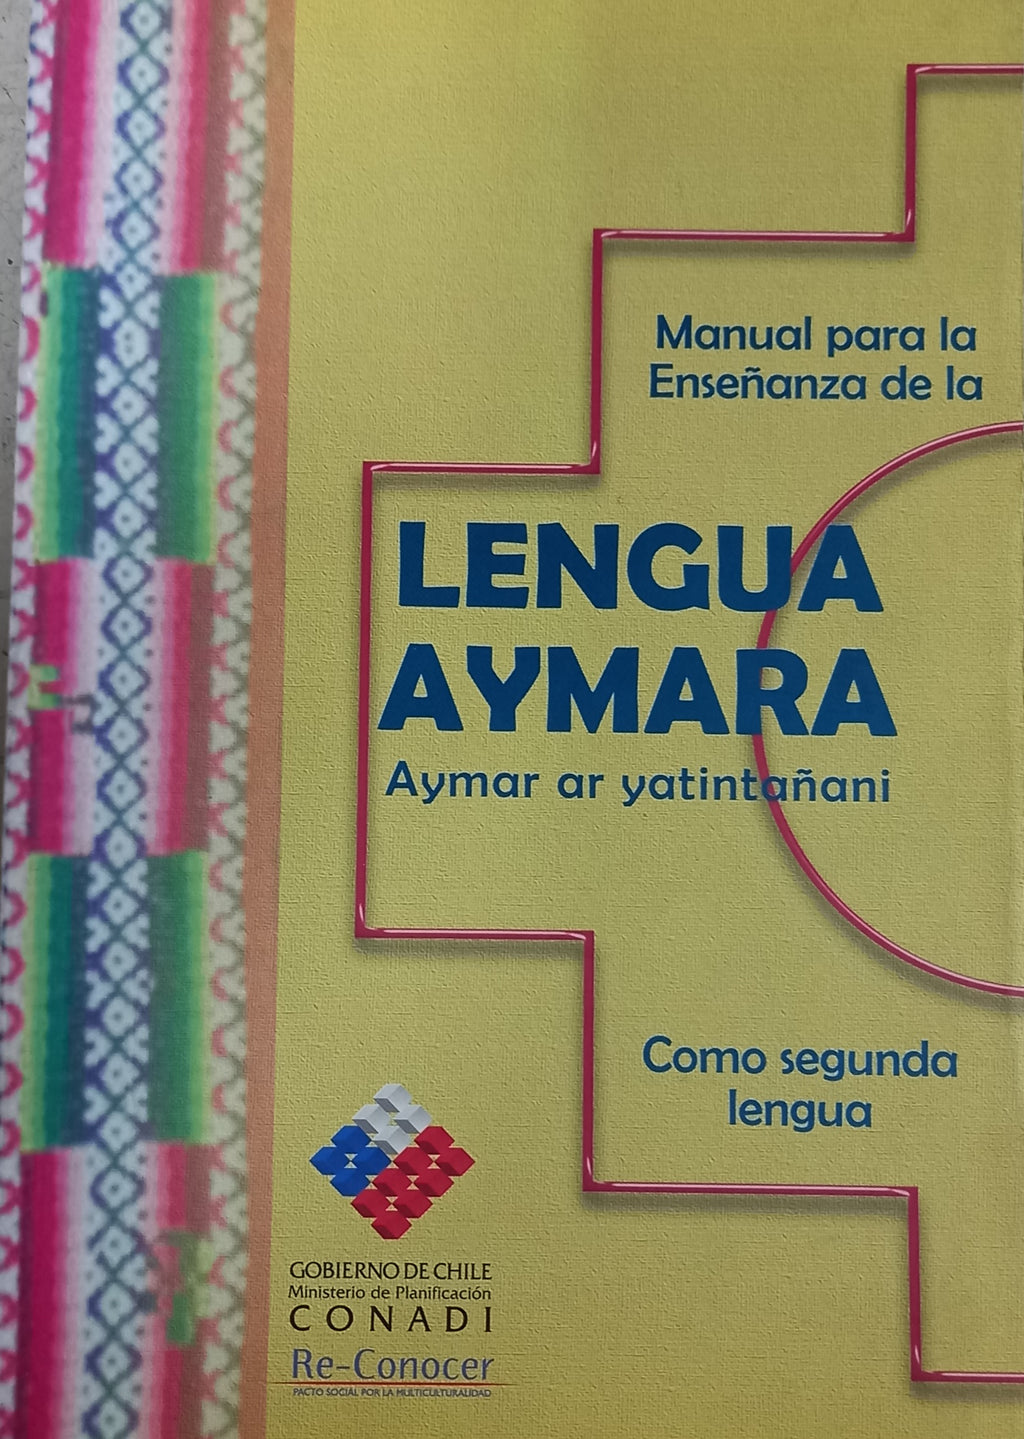 Manual para la
Enseñanza de la
LENGUA
AYMARA
Aymar ar yatintañani
Como segunda
lengua
GOBIERNO DE CHILE
Ministerio de Planificación
CONADI
Re-Conocer
PACTO SOCIAL POR LA MULTICULTURALIDAD